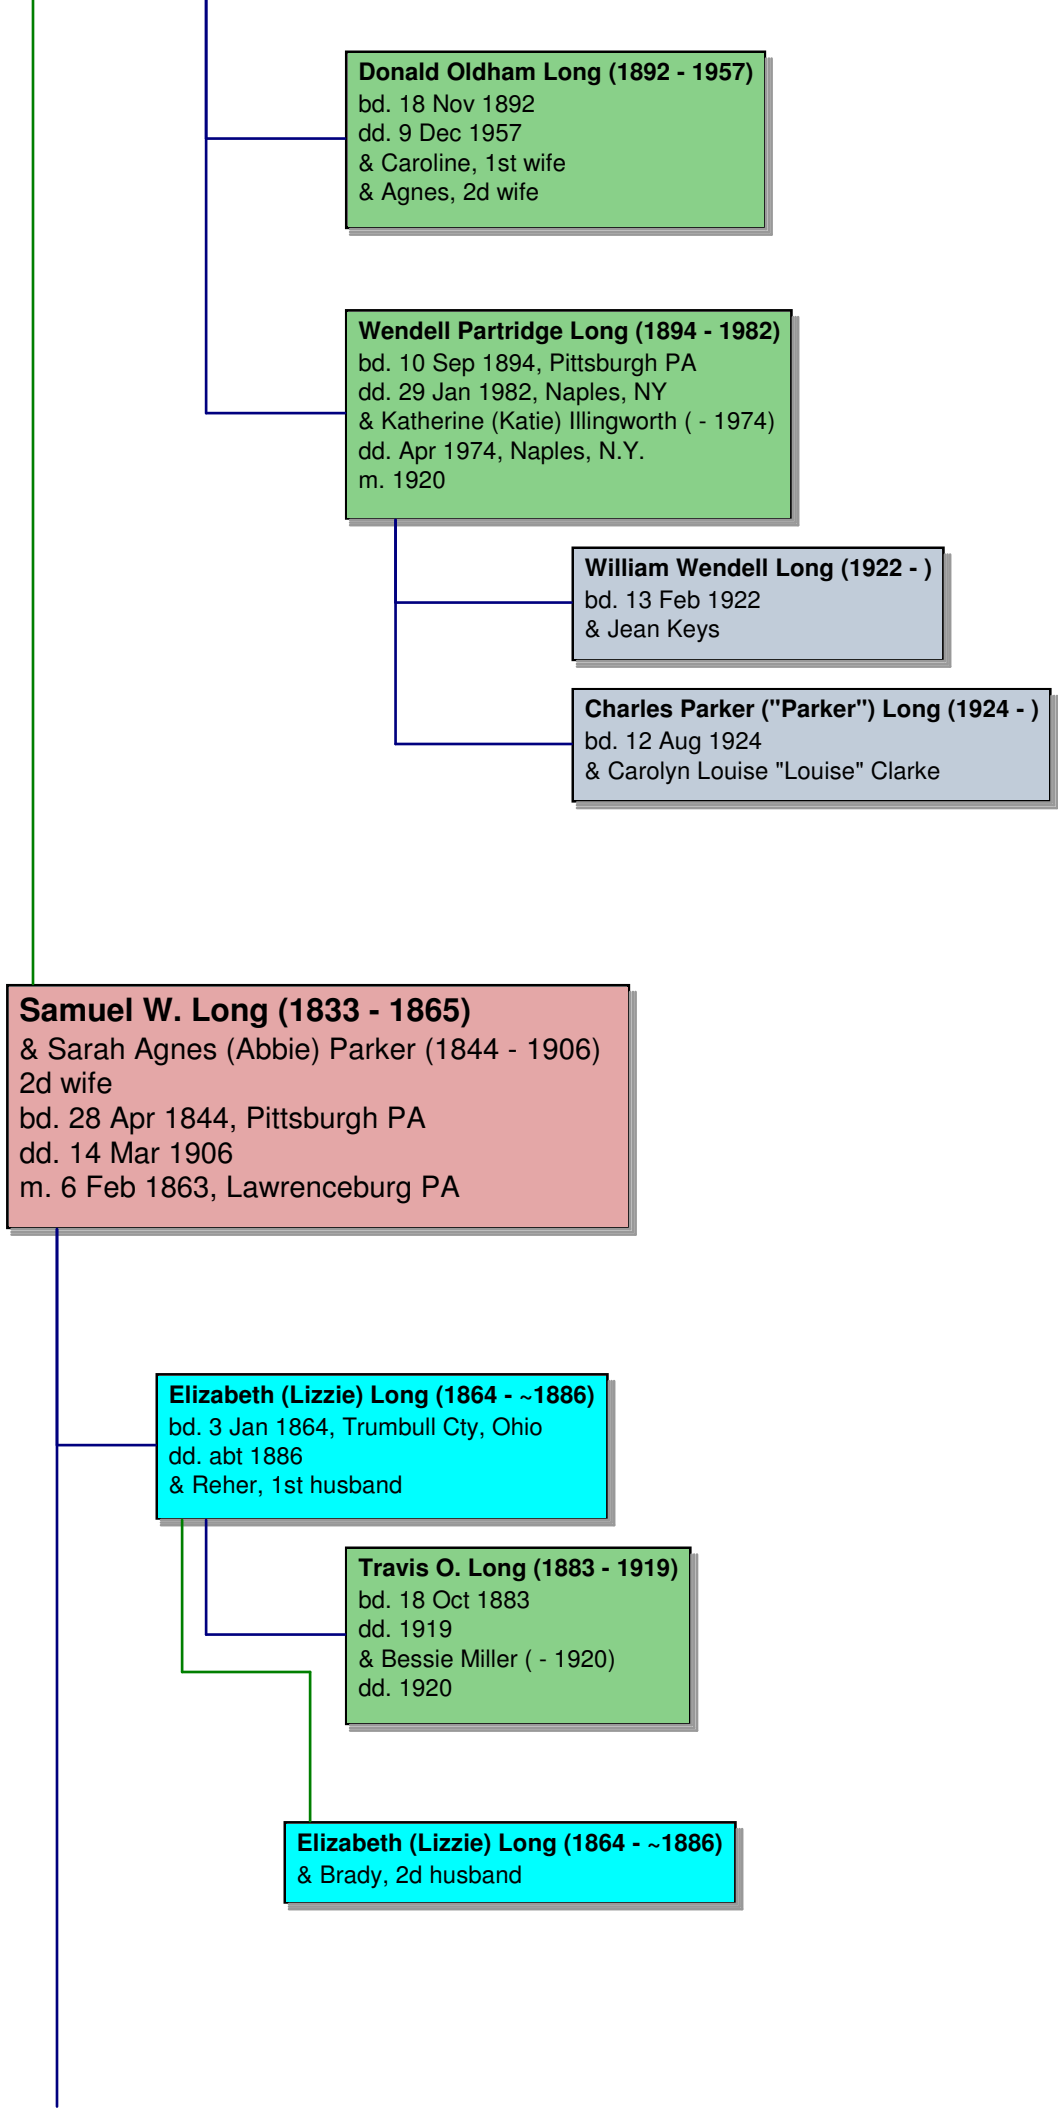 Donald Oldham Long (1892 - 1957)
bd. 18 Nov 1892
dd. 9 Dec 1957
& Caroline, 1st wife
& Agnes, 2d wife
Wendell Partridge Long (1894 - 1982)
bd. 10 Sep 1894, Pittsburgh PA
dd. 29 Jan 1982, Naples, NY
& Katherine (Katie) Illingworth ( - 1974)
dd. Apr 1974, Naples, N.Y.
m. 1920
William Wendell Long (1922 - )
bd. 13 Feb 1922
& Jean Keys
Charles Parker ("Parker") Long (1924 - )
bd. 12 Aug 1924
& Carolyn Louise "Louise" Clarke
Samuel W. Long (1833 - 1865)
& Sarah Agnes (Abbie) Parker (1844 - 1906)
2d wife
bd. 28 Apr 1844, Pittsburgh PA
dd. 14 Mar 1906
m. 6 Feb 1863, Lawrenceburg PA
Elizabeth (Lizzie) Long (1864 - ~1886)
bd. 3 Jan 1864, Trumbull Cty, Ohio
dd. abt 1886
& Reher, 1st husband
Travis O. Long (1883 - 1919)
bd. 18 Oct 1883
dd. 1919
& Bessie Miller ( - 1920)
dd. 1920
Elizabeth (Lizzie) Long (1864 - ~1886)
& Brady, 2d husband